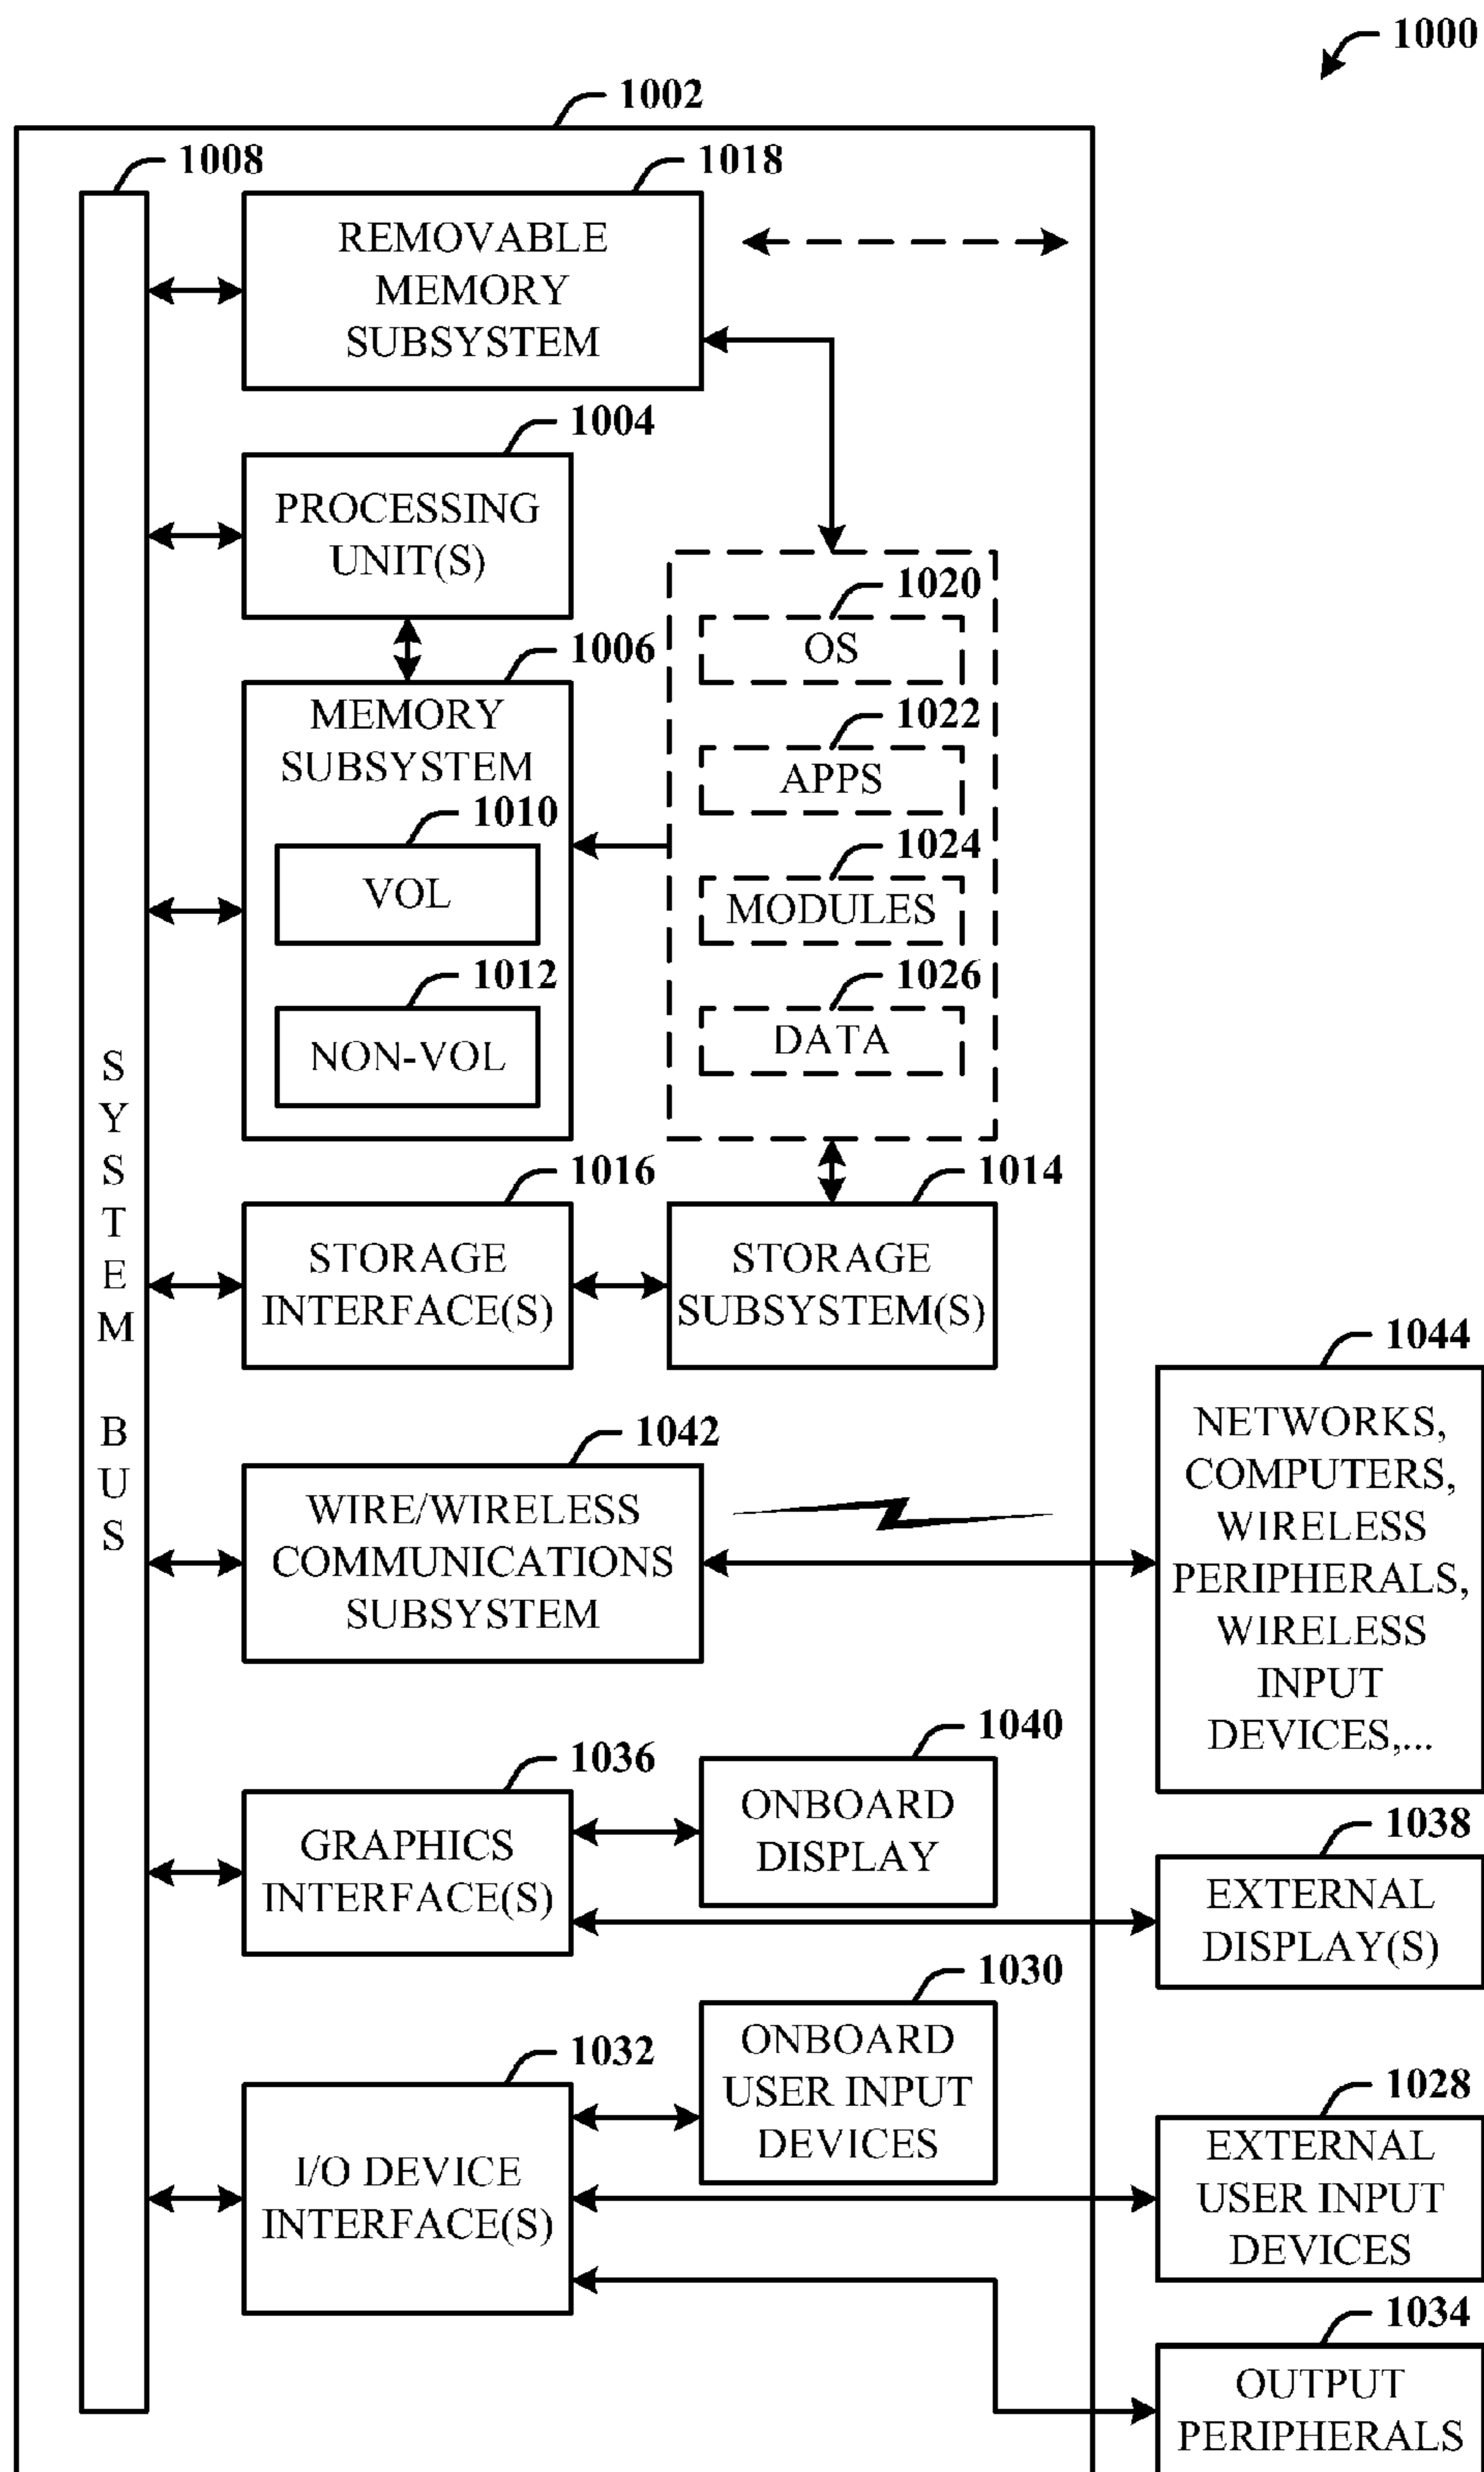 1000
1002
1008
1018
REMOVABLE
MEMORY
SUBSYSTEM
1004
PROCESSING
UNIT(S)
1006
MEMORY
SUBSYSTEM
1010
VOL
1012
NON-VOL
1020
OS
1022
APPS
1024
MODULES
1026
DATA
SYSTEM BUS
1016
STORAGE
INTERFACE(S)
1014
STORAGE
SUBSYSTEM(S)
1042
WIRE/WIRELESS
COMMUNICATIONS
SUBSYSTEM
1044
NETWORKS,
COMPUTERS,
WIRELESS
PERIPHERALS,
WIRELESS
INPUT
DEVICES,...
1036
GRAPHICS
INTERFACE(S)
1040
ONBOARD
DISPLAY
1038
EXTERNAL
DISPLAY(S)
1032
I/O DEVICE
INTERFACE(S)
1030
ONBOARD
USER INPUT
DEVICES
1028
EXTERNAL
USER INPUT
DEVICES
1034
OUTPUT
PERIPHERALS